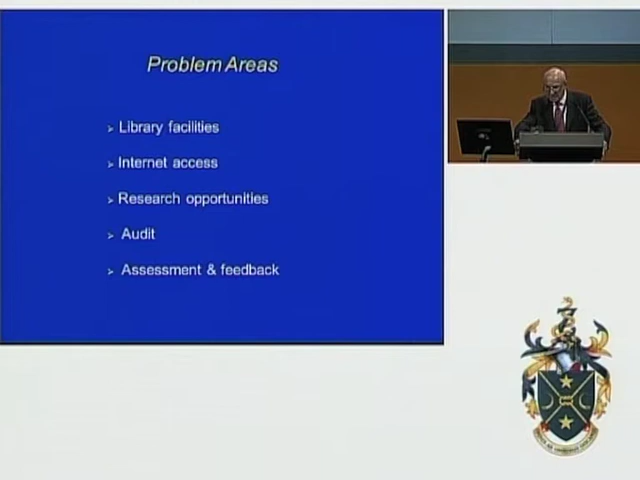 Problem Areas
Library facilities
Internet access
Research opportunities
Audit
Assessment & feedback